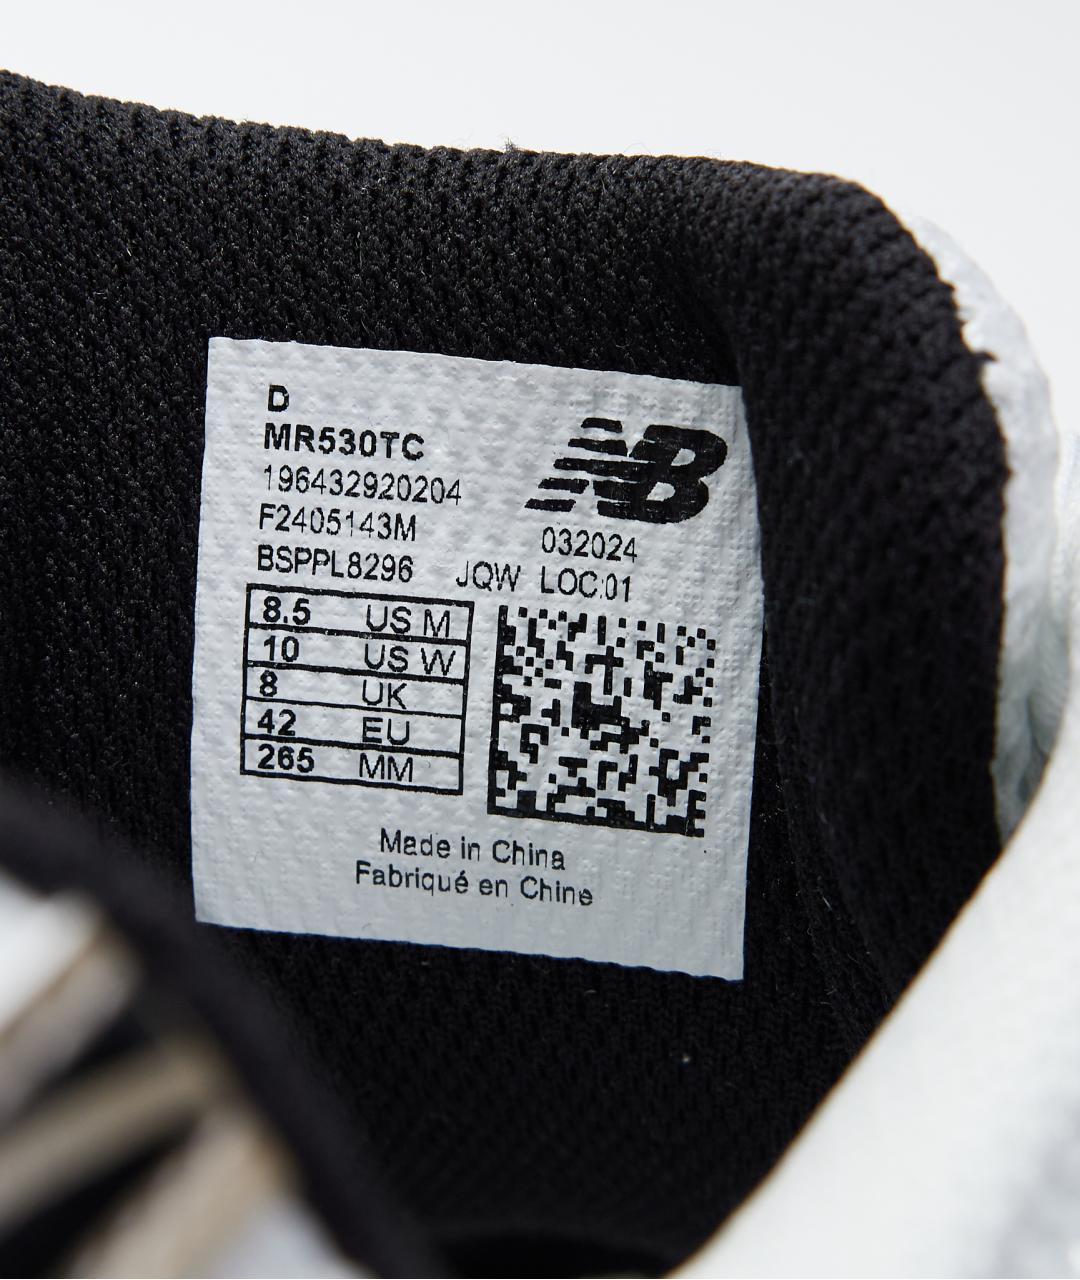 D
MR530TC
196432920204
F2405143M
BSPPL8296
NB
032024
JQW LOC:01
8.5 US M
10 US W
8 UK
42 EU
265 MM
Made in China
Fabriqué en Chine